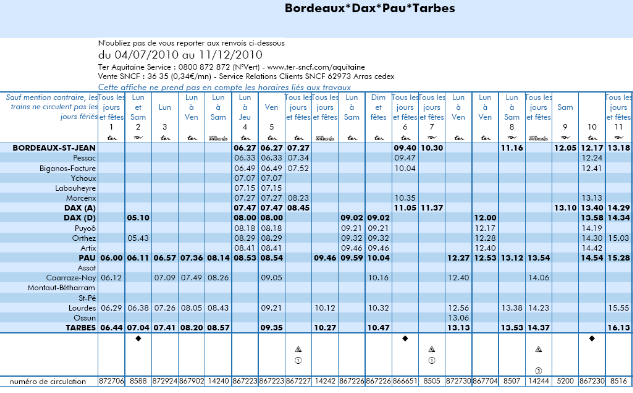 Bordeaux*Dax*Pau*Tarbes
N'oubliez pas de vous reporter aux renvois ci-dessous
du 04/07/2010 au 11/12/2010
Ter Aquitaine Service : 0800 872 872 (N°Vert) - www.ter-sncf.com/aquitaine
Vente SNCF : 36 35 (0,34€/mn) - Service Relations Clients SNCF 62973 Arras cedex
Cette affiche ne prend pas en compte les horaires liés aux travaux
Sauf mention contraire, les Tous les Lun Lun Lun Lun Tous les Tous les Lun Dim Tous les Tous les Lun Lun Lun Tous les Tous les
trains ne circulent pas les jours et Lun à à à Ven jours jours à et jours jours à à à jours Sam jours
jours fériés et fêtes Sam Ven Sam Jeu et fêtes et fêtes Sam fêtes et fêtes et fêtes Ven Ven Sam et fêtes et fêtes
1 2 3 4 5 6 7 8 9 10 11
BORDEAUX-ST-JEAN 06.27 06.27 07.27 09.40 10.30 11.16 12.05 12.17 13.18
Pessac 06.33 06.33 07.34 09.47 12.24
Biganos-Facture 06.49 06.49 07.52 10.04 12.41
Ychoux 07.07 07.07
Labouheyre 07.15 07.15
Morcenx 07.27 07.27 08.23 10.35 13.13
DAX (A) 07.47 07.47 08.45 11.05 11.37 13.10 13.40 14.29
DAX (D) 05.10 08.00 08.00 09.02 09.02 12.00 13.58 14.34
Puyoô 08.18 08.18 09.21 09.21 12.17 14.19
Orthez 05.43 08.29 08.29 09.32 09.32 12.28 14.30 15.03
Artix 08.41 08.41 09.46 09.46 12.40 14.42
PAU 06.00 06.11 06.57 07.36 08.14 08.53 08.54 09.46 09.59 10.04 12.27 12.53 13.12 13.54 14.54 15.28
Assat
Coarraze-Nay 06.12 07.09 07.49 08.26 09.05 10.16 12.40 14.06
Montaut-Bétharram
St-Pé
Lourdes 06.29 06.38 07.26 08.05 08.43 09.21 10.12 10.32 12.56 13.38 14.23 15.55
Ossun 13.06
TARBES 06.44 07.04 07.41 08.20 08.57 09.35 10.27 10.47 13.13 13.53 14.37 16.13
numéro de circulation 872706 8588 872924 867902 14240 867223 867223 867227 14242 867226 867226 866651 8505 872730 867704 8507 14244 5200 867230 8516